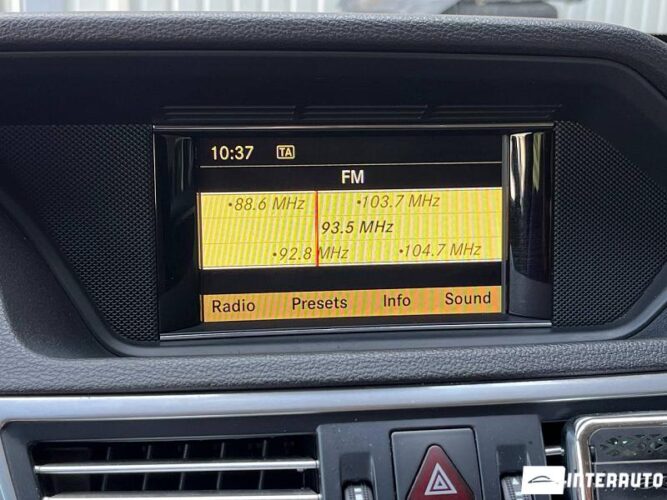 10:37 TA
FM
•88.6 MHz •103.7 MHz
93.5 MHz
•92.8 MHz •104.7 MHz
Radio Presets Info Sound
INTERRAUTO